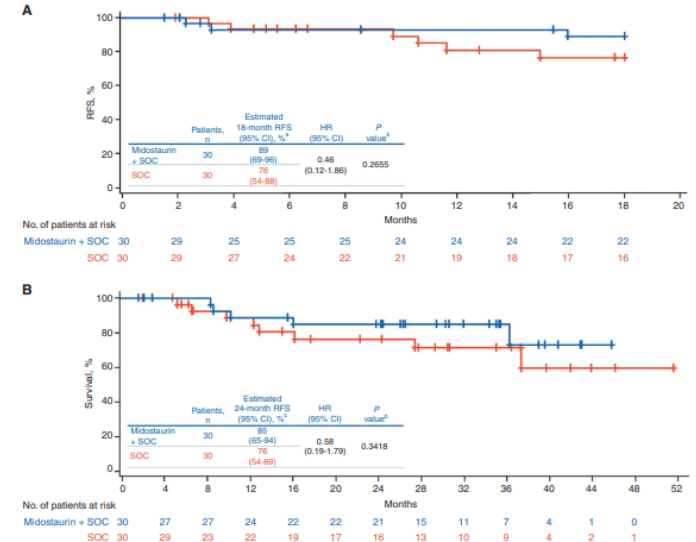 A
100
80
60
40
20
0
RFS, %
Patients, n
Estimated 18-month RFS (95% CI), %a
HR (95% CI)
P valueb
Midostaurin + SOC 30 89 (69-96)
0.46 (0.12-1.86) 0.2655
SOC 30 76 (54-88)
0 2 4 6 8 10 12 14 16 18 20
Months
No. of patients at risk
Midostaurin + SOC 30 29 25 25 25 24 24 24 22 22
SOC 30 29 27 24 22 21 19 18 17 16
B
100
80
60
40
20
0
Survival, %
Patients, n
Estimated 24-month RFS (95% CI), %c
HR (95% CI)
P valueb
Midostaurin + SOC 30 85 (65-94)
0.58 (0.19-1.79) 0.3418
SOC 30 76 (54-89)
0 4 8 12 16 20 24 28 32 36 40 44 48 52
Months
No. of patients at risk
Midostaurin + SOC 30 27 27 24 22 22 21 15 11 7 4 1 0
SOC 30 29 23 22 19 17 16 13 10 9 4 2 1